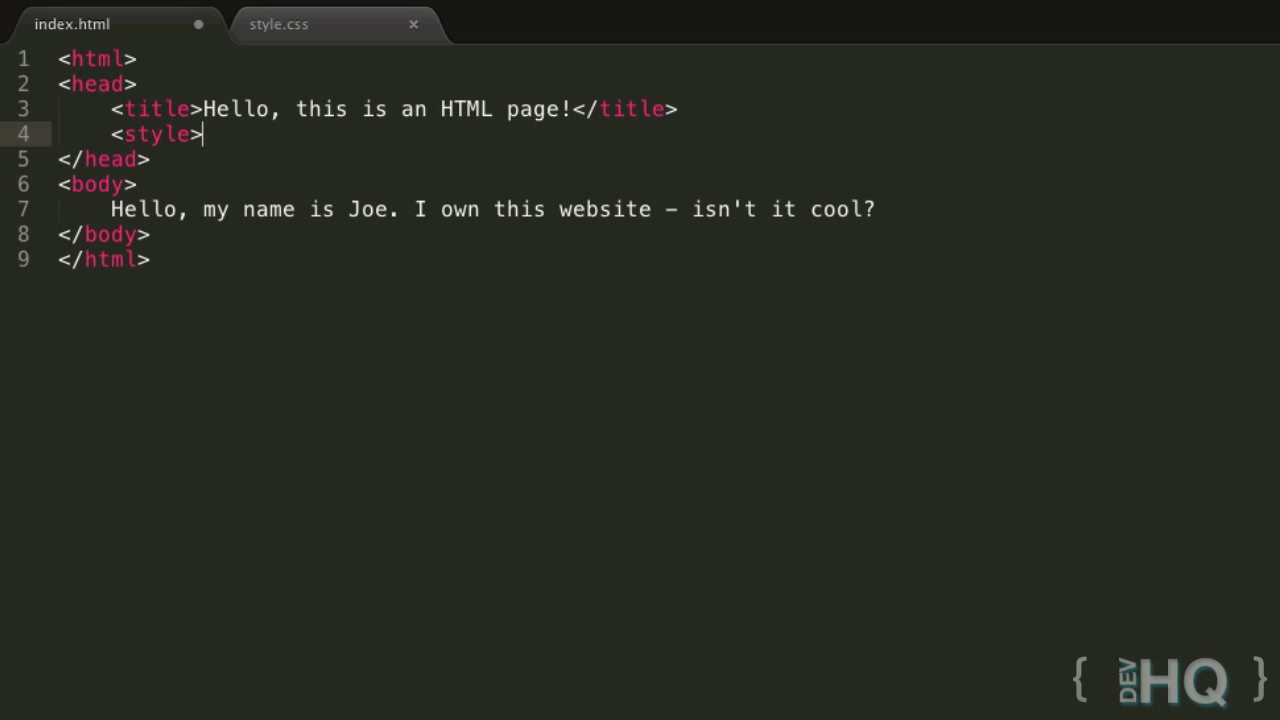 index.html
style.css
1 <html>
2 <head>
3 <title>Hello, this is an HTML page!</title>
4 <style>
5 </head>
6 <body>
7 Hello, my name is Joe. I own this website - isn't it cool?
8 </body>
9 </html>
{ DEV HQ }